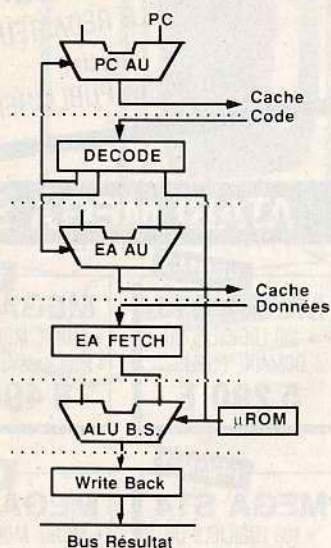 PC
PC AU
Cache
Code
DECODE
EA AU
Cache
Données
EA FETCH
ALU B.S.
µROM
Write Back
Bus Résultat